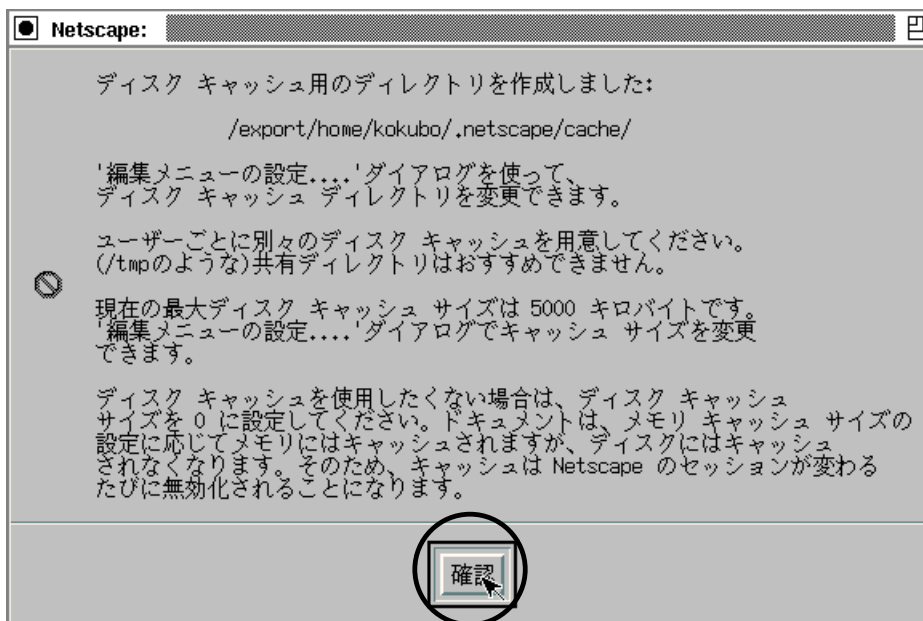 Netscape:
ディスク キャッシュ用のディレクトリを作成しました:
/export/home/kokubo/.netscape/cache/
'編集メニューの設定....'ダイアログを使って、
ディスク キャッシュ ディレクトリを変更できます。
ユーザーごとに別々のディスク キャッシュを用意してください。
(/tmpのような)共有ディレクトリはおすすめできません。
現在の最大ディスク キャッシュ サイズは 5000 キロバイトです。
'編集メニューの設定....'ダイアログでキャッシュ サイズを変更
できます。
ディスク キャッシュを使用したくない場合は、ディスク キャッシュ
サイズを 0 に設定してください。ドキュメントは、メモリ キャッシュ サイズの
設定に応じてメモリにはキャッシュされますが、ディスクにはキャッシュ
されなくなります。そのため、キャッシュは Netscape のセッションが変わる
たびに無効化されることになります。
確認